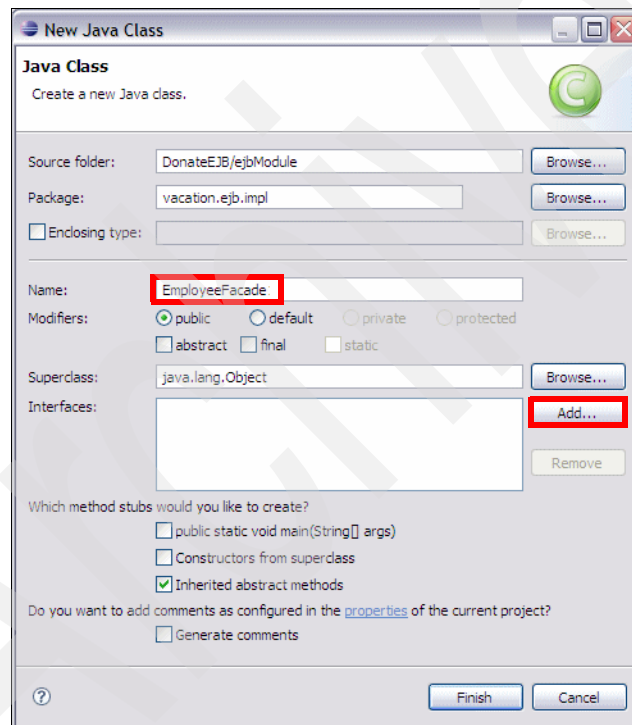 New Java Class
Java Class
Create a new Java class.
Source folder: DonateEJB/ejbModule Browse...
Package: vacation.ejb.impl Browse...
Enclosing type: Browse...
Name: EmployeeFacade
Modifiers: public default private protected
abstract final static
Superclass: java.lang.Object Browse...
Interfaces: Add...
Remove
Which method stubs would you like to create?
public static void main(String[] args)
Constructors from superclass
Inherited abstract methods
Do you want to add comments as configured in the properties of the current project?
Generate comments
Finish Cancel